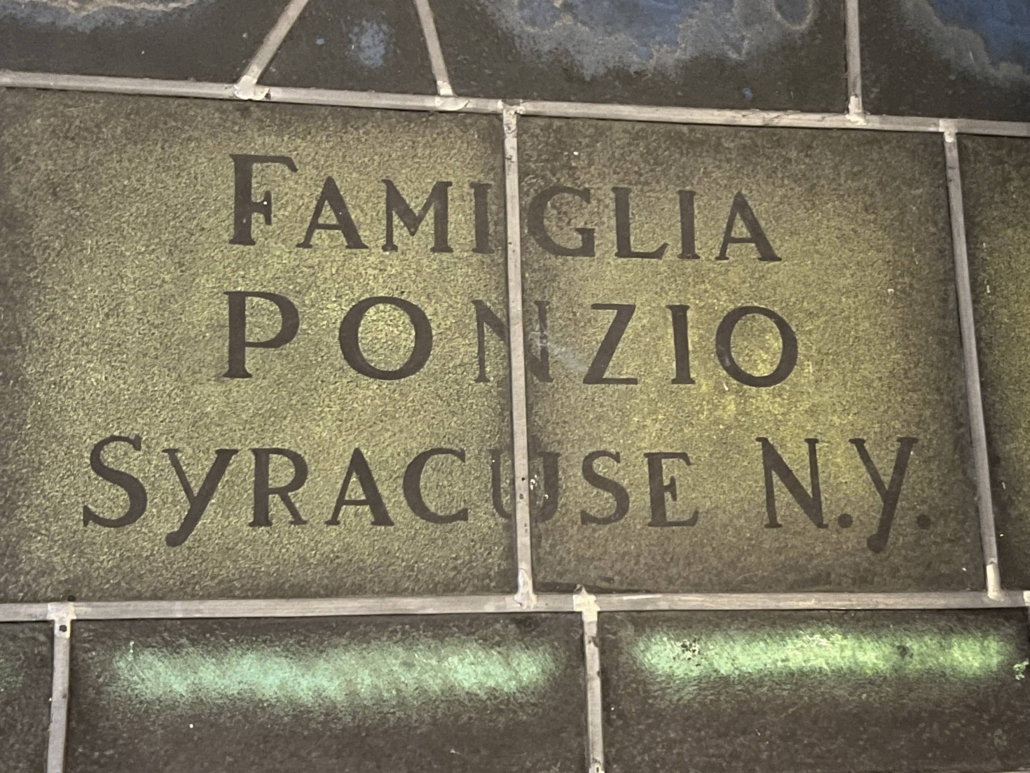 FAMIGLIA
PONZIO
SYRACUSE N.Y.